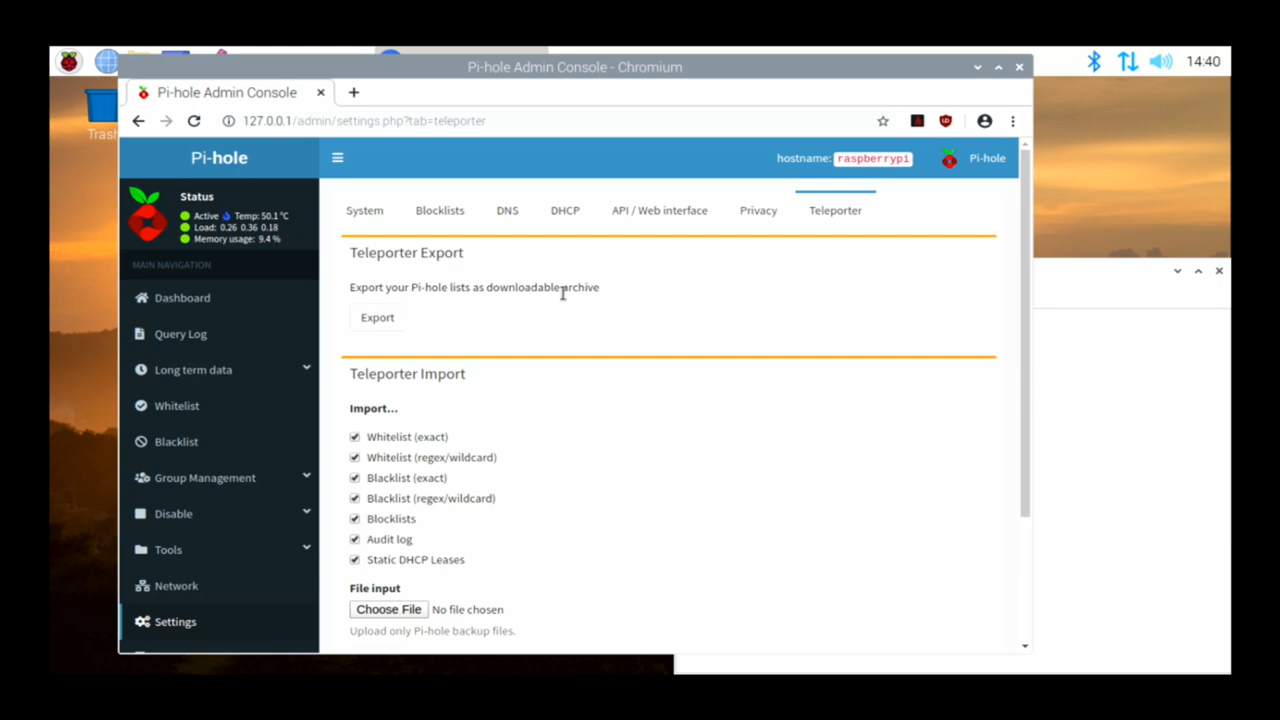 Pi-hole Admin Console - Chromium
14:40
Trash
Pi-hole Admin Console
127.0.0.1/admin/settings.php?tab=teleporter
Pi-hole
hostname: raspberrypi
Pi-hole
Status
Active Temp: 50.1 °C
Load: 0.26 0.36 0.18
Memory usage: 9.4 %
MAIN NAVIGATION
Dashboard
Query Log
Long term data
Whitelist
Blacklist
Group Management
Disable
Tools
Network
Settings
System Blocklists DNS DHCP API / Web interface Privacy Teleporter
Teleporter Export
Export your Pi-hole lists as downloadable archive
Export
Teleporter Import
Import...
Whitelist (exact)
Whitelist (regex/wildcard)
Blacklist (exact)
Blacklist (regex/wildcard)
Blocklists
Audit log
Static DHCP Leases
File input
Choose File No file chosen
Upload only Pi-hole backup files.